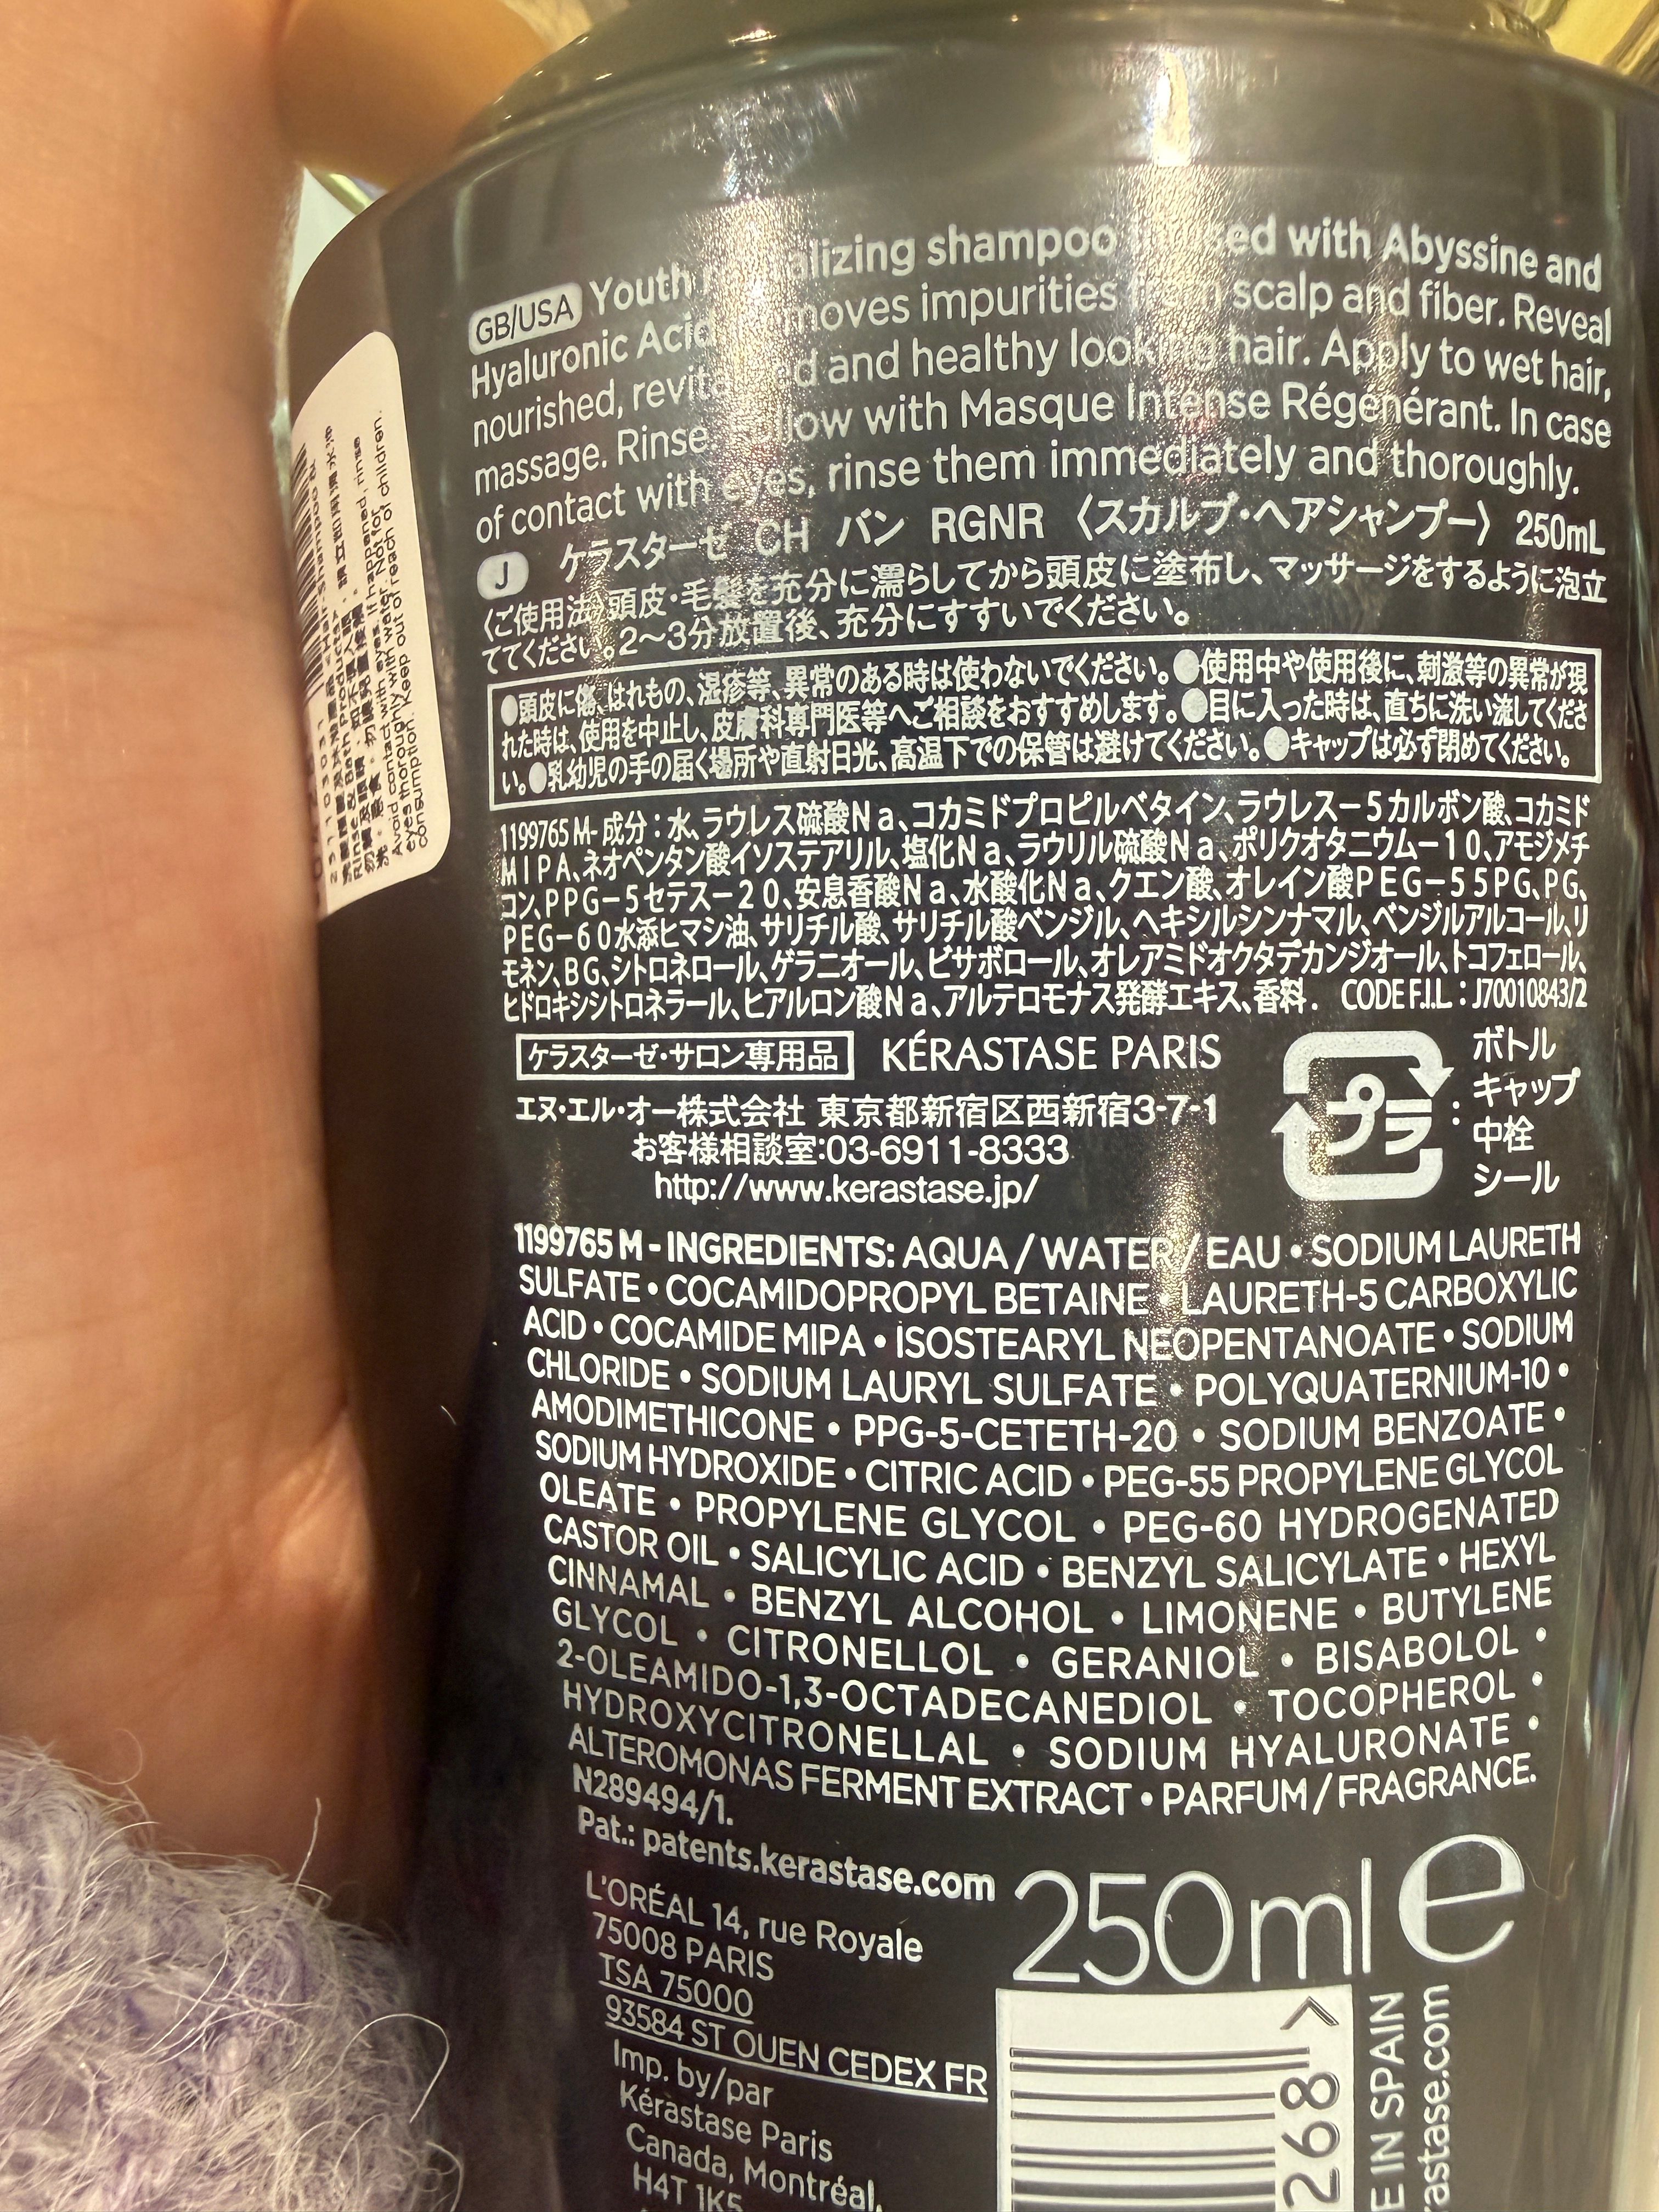 GB/USA Youth shampoo with Abyssine and
Hyaluronic impurities scalp and fiber. Reveal
nourished, and healthy looking hair. Apply to wet hair,
massage. Rinse with Masque Intense Régénérant. In case
of contact with eyes, rinse them immediately and thoroughly.
J ケラスターゼ CH バン RGNR 〈スカルプ・ヘアシャンプー〉 250mL
〈ご使用法〉頭皮・毛髪を充分に濡らしてから頭皮に塗布し、マッサージをするように泡立
ててください。2〜3分放置後、充分にすすいでください。
●頭皮に傷、はれもの、湿疹等、異常のある時は使わないでください。●使用中や使用後に、刺激等の異常が現
れた時は、使用を中止し、皮膚科専門医等へご相談をおすすめします。●目に入った時は、直ちに洗い流してくださ
い。●乳幼児の手の届く場所や直射日光、高温下での保管は避けてください。●キャップは必ず閉めてください。
1199765 M- 成分：水、ラウレス硫酸Na、コカミドプロピルベタイン、ラウレス－5カルボン酸、コカミド
MIPA、ネオペンタン酸イソステアリル、塩化Na、ラウリル硫酸Na、ポリクオタニウム－10、アモジメチ
コン、PPG－5セテス－20、安息香酸Na、水酸化Na、クエン酸、オレイン酸PEG－55PG、PG、
PEG－60水添ヒマシ油、サリチル酸、サリチル酸ベンジル、ヘキシルシンナマル、ベンジルアルコール、リ
モネン、BG、シトロネロール、ゲラニオール、ビサボロール、オレアミドオクタデカンジオール、トコフェロール、
ヒドロキシシトロネラール、ヒアルロン酸Na、アルテロモナス発酵エキス、香料． CODE F.I.L：J70010843/2
ケラスターゼ・サロン専用品 KÉRASTASE PARIS
エヌ・エル・オー株式会社 東京都新宿区西新宿3-7-1
お客様相談室:03-6911-8333
http://www.kerastase.jp/
プラ : ボトル
キャップ
中栓
シール
1199765 M - INGREDIENTS: AQUA / WATER / EAU • SODIUM LAURETH
SULFATE • COCAMIDOPROPYL BETAINE • LAURETH-5 CARBOXYLIC
ACID • COCAMIDE MIPA • ISOSTEARYL NEOPENTANOATE • SODIUM
CHLORIDE • SODIUM LAURYL SULFATE • POLYQUATERNIUM-10 •
AMODIMETHICONE • PPG-5-CETETH-20 • SODIUM BENZOATE •
SODIUM HYDROXIDE • CITRIC ACID • PEG-55 PROPYLENE GLYCOL
OLEATE • PROPYLENE GLYCOL • PEG-60 HYDROGENATED
CASTOR OIL • SALICYLIC ACID • BENZYL SALICYLATE • HEXYL
CINNAMAL • BENZYL ALCOHOL • LIMONENE • BUTYLENE
GLYCOL • CITRONELLOL • GERANIOL • BISABOLOL •
2-OLEAMIDO-1,3-OCTADECANEDIOL • TOCOPHEROL •
HYDROXYCITRONELLAL • SODIUM HYALURONATE •
ALTEROMONAS FERMENT EXTRACT • PARFUM / FRAGRANCE.
N289494/1.
Pat.: patents.kerastase.com
L'ORÉAL 14, rue Royale
75008 PARIS
TSA 75000
93584 ST OUEN CEDEX FR
Imp. by/par
Kérastase Paris
Canada, Montréal,
H4T 1K5
250 ml e
268 >
IN SPAIN
Avoid contact with eyes. If happened, rinse
eyes thoroughly with water. Not for
consumption. Keep out of reach of children.